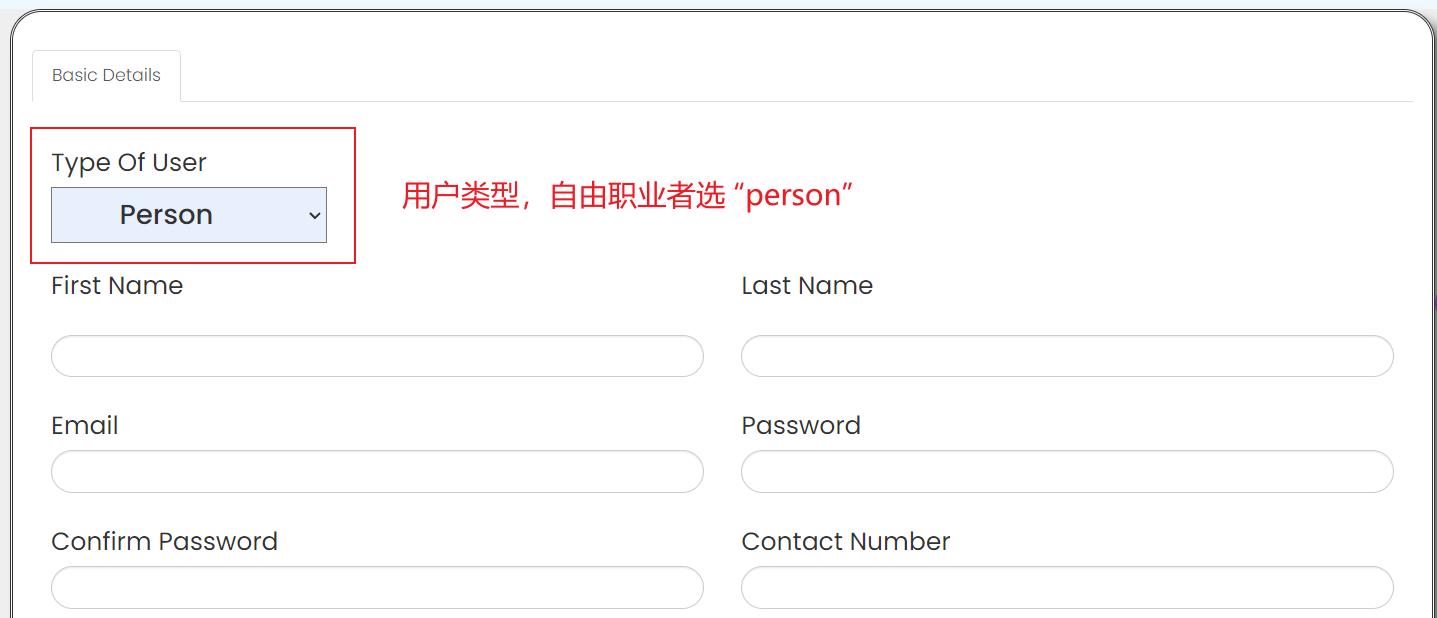 Basic Details
Type Of User
Person
用户类型，自由职业者选 “person”
First Name
Last Name
Email
Password
Confirm Password
Contact Number